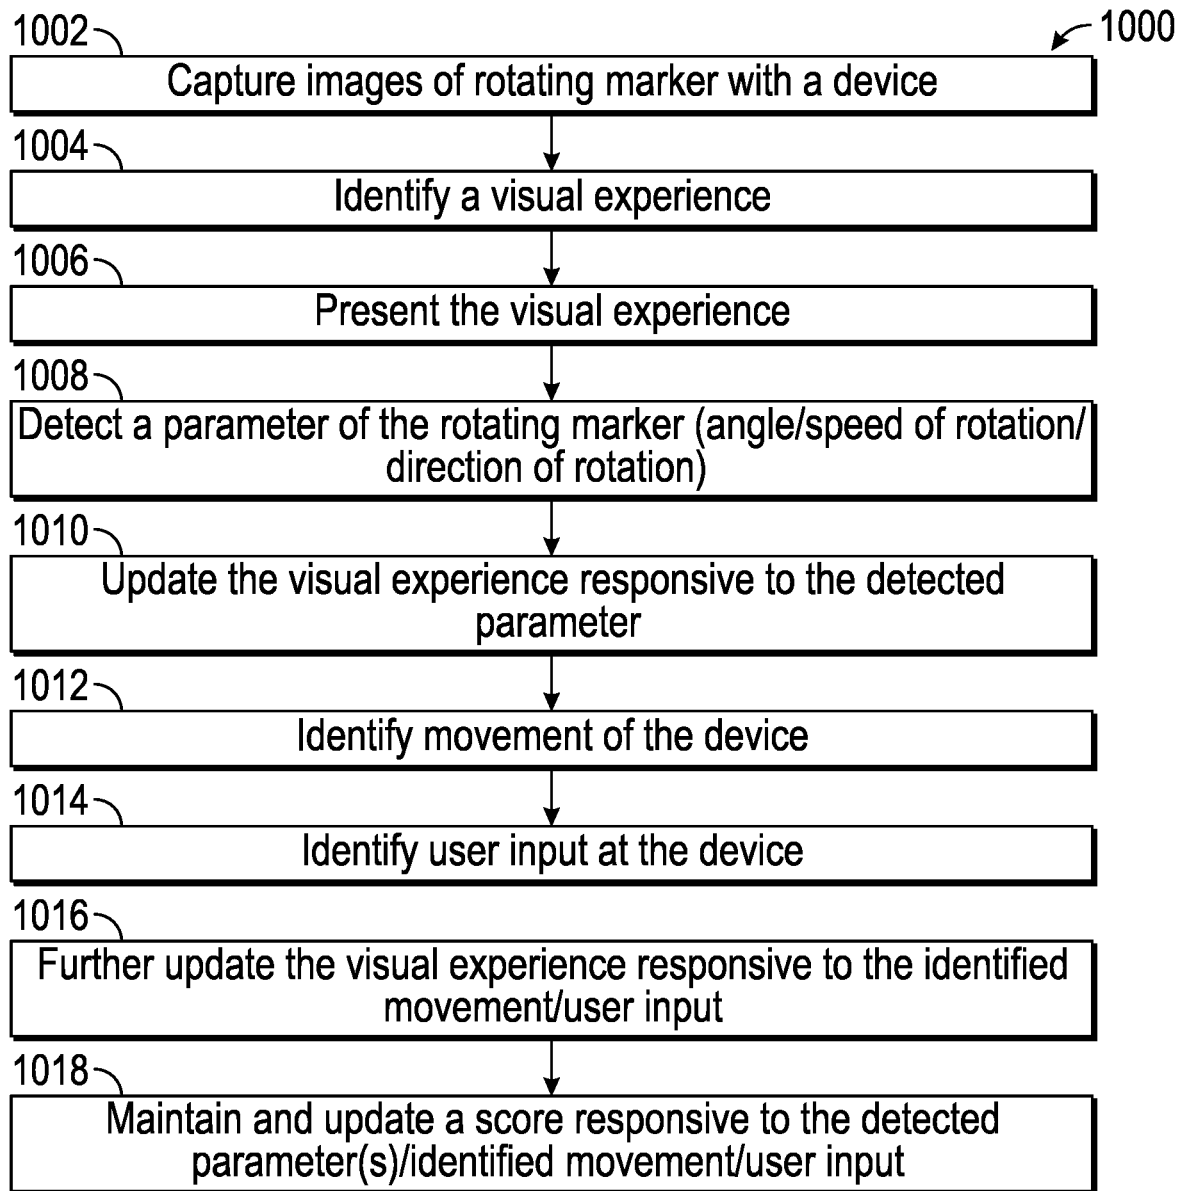 1000
1002
Capture images of rotating marker with a device
1004
Identify a visual experience
1006
Present the visual experience
1008
Detect a parameter of the rotating marker (angle/speed of rotation/
direction of rotation)
1010
Update the visual experience responsive to the detected
parameter
1012
Identify movement of the device
1014
Identify user input at the device
1016
Further update the visual experience responsive to the identified
movement/user input
1018
Maintain and update a score responsive to the detected
parameter(s)/identified movement/user input